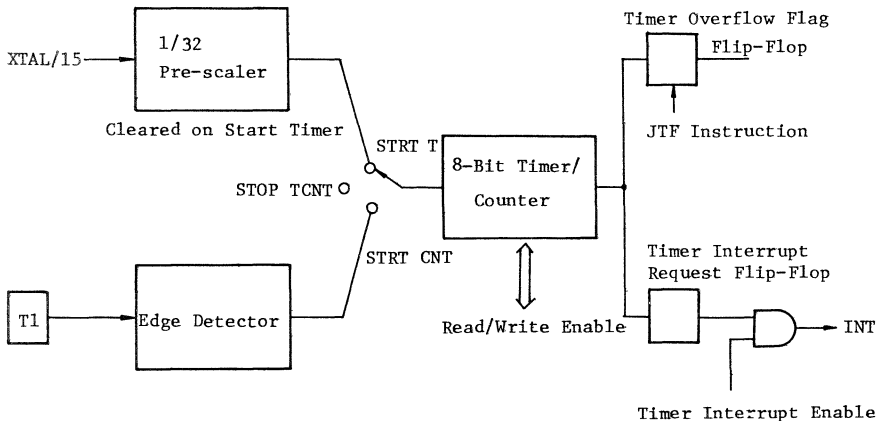 XTAL/15
1/32
Pre-scaler
Cleared on Start Timer
STRT T
STOP TCNT
STRT CNT
T1
Edge Detector
8-Bit Timer/
Counter
Read/Write Enable
Timer Overflow Flag
Flip-Flop
JTF Instruction
Timer Interrupt
Request Flip-Flop
INT
Timer Interrupt Enable